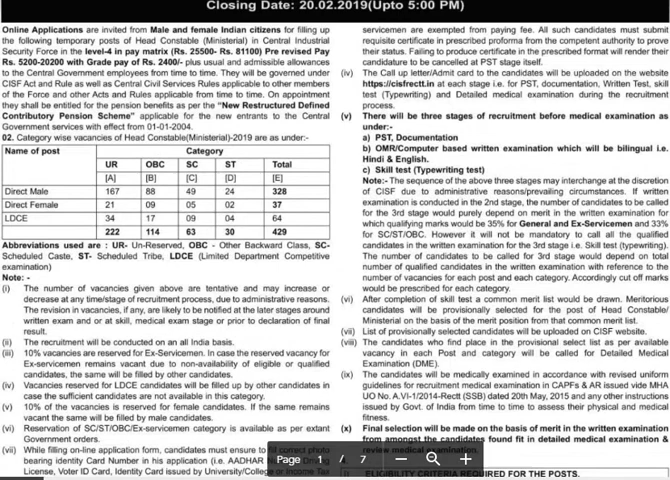 Closing Date: 20.02.2019(Upto 5:00 PM)
Online Applications are invited from Male and female Indian citizens for filling up
the following temporary posts of Head Constable (Ministerial) in Central Industrial
Security Force in the level-4 in pay matrix (Rs. 25500- Rs. 81100) Pre revised Pay
Rs. 5200-20200 with Grade pay of Rs. 2400/- plus usual and admissible allowances
to the Central Government employees from time to time. They will be governed under
CISF Act and Rule as well as Central Civil Services Rules applicable to other members
of the Force and other Acts and Rules applicable from time to time. On appointment
they shall be entitled for the pension benefits as per the "New Restructured Defined
Contributory Pension Scheme" applicable for the new entrants to the Central
Government services with effect from 01-01-2004.
02. Category wise vacancies of Head Constable(Ministerial)-2019 are as under:-
Name of post Category
UR OBC SC ST Total
[A] [B] [C] [D] [E]
Direct Male 167 88 49 24 328
Direct Female 21 09 05 02 37
LDCE 34 17 09 04 64
222 114 63 30 429
Abbreviations used are : UR- Un-Reserved, OBC - Other Backward Class, SC-
Scheduled Caste, ST- Scheduled Tribe, LDCE (Limited Department Competitive
examination)
Note: -
(i) The number of vacancies given above are tentative and may increase or
decrease at any time/stage of recruitment process, due to administrative reasons.
The revision in vacancies, if any, are likely to be notified at the later stages around
written exam and or at skill, medical exam stage or prior to declaration of final
result.
(ii) The recruitment will be conducted on an all India basis.
(iii) 10% vacancies are reserved for Ex-Servicemen. In case the reserved vacancy for
Ex-servicemen remains vacant due to non-availability of eligible or qualified
candidates, the same will be filled by other candidates.
(iv) Vacancies reserved for LDCE candidates will be filled up by other candidates in
case the sufficient candidates are not available in this category.
(v) 10% of the vacancies is reserved for female candidates. If the same remains
vacant the same will be filled by male candidates.
(vi) Reservation of SC/ST/OBC/Ex-servicemen category is available as per extant
Government orders.
(vii) While filling on-line application form, candidates must ensure to fill correct photo
bearing identity Card Number in his application (i.e. AADHAR
License, Voter ID Card, Identity Card issued by University/College or Income Tax
servicemen are exempted from paying fee. All such candidates must submit
requisite certificate in prescribed proforma from the competent authority to prove
their status. Failing to produce certificate in the prescribed format will render their
candidature to be cancelled at PST stage itself.
(iv) The Call up letter/Admit card to the candidates will be uploaded on the website
https://cisfrectt.in at each stage i.e. for PST, documentation, Written Test, skill
test (Typewriting) and Detailed medical examination during the recruitment
process.
(v) There will be three stages of recruitment before medical examination as
under:-
a) PST, Documentation
b) OMR/Computer based written examination which will be bilingual i.e.
Hindi & English.
c) Skill test (Typewriting test)
Note:- The sequence of the above three stages may interchange at the discretion
of CISF due to administrative reasons/prevailing circumstances. If written
examination is conducted in the 2nd stage, the number of candidates to be called
for the 3rd stage would purely depend on merit in the written examination for
which qualifying marks would be 35% for General and Ex-Servicemen and 33%
for SC/ST/OBC. However it will not be mandatory to call all the qualified
candidates in the written examination for the 3rd stage i.e. Skill test (typewriting).
The number of candidates to be called for 3rd stage would depend on total
number of qualified candidates in the written examination with reference to the
number of vacancies for each post and each category. Accordingly cut off marks
would be prescribed for each category.
(vi) After completion of skill test a common merit list would be drawn. Meritorious
candidates will be provisionally selected for the post of Head Constable/
Ministerial on the basis of the merit position from that common merit list.
(vii) List of provisionally selected candidates will be uploaded on CISF website.
(viii) The candidates who find place in the provisional select list as per available
vacancy in each Post and category will be called for Detailed Medical
Examination (DME).
(ix) The candidates will be medically examined in accordance with revised uniform
guidelines for recruitment medical examination in CAPFs & AR issued vide MHA
UO No. A.VI-1/2014-Rectt (SSB) dated 20th May, 2015 and any other instructions
issued by Govt. of India from time to time to assess their physical and medical
fitness.
(x) Final selection will be made on the basis of merit in the written examination
from amongst the candidates found fit in detailed medical examination &
review medical examination.
ELIGIBILITY CRITERIA REQUIRED FOR THE POSTS.
Page 1 / 7